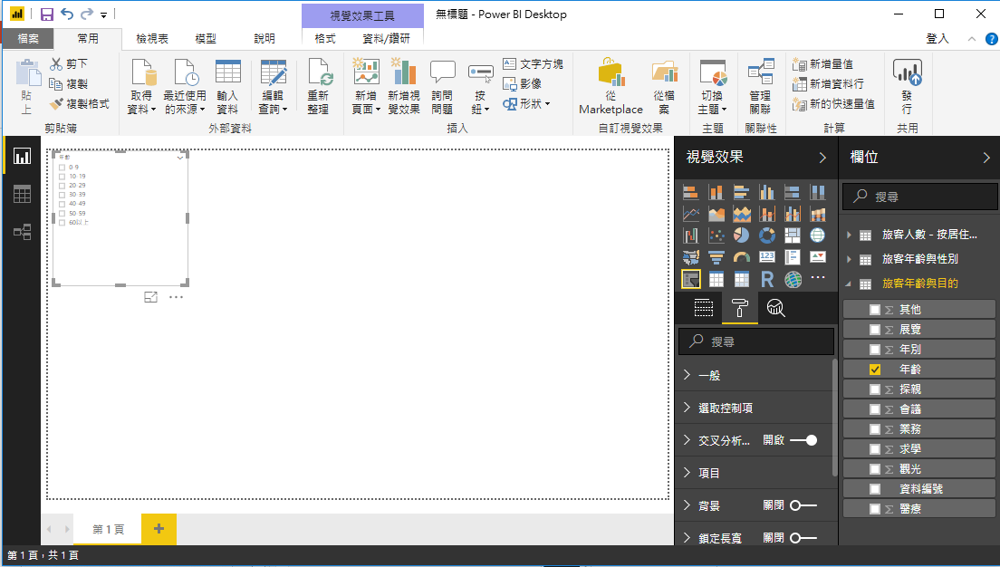 視覺效果工具
無標題 - Power BI Desktop
檔案
常用
檢視表
模型
說明
格式
資料/鑽研
登入
貼上
剪下
複製
複製格式
剪貼簿
取得資料
最近使用的來源
輸入資料
編輯查詢
重新整理
外部資料
新增頁面
新增視覺效果
詢問問題
按鈕
文字方塊
影像
形狀
插入
從 Marketplace
從檔案
自訂視覺效果
切換主題
主題
管理關聯
關聯性
新增量值
新增資料行
新的快速量值
計算
發行
共用
年齡
0-9
10-19
20-29
30-39
40-49
50-59
60以上
視覺效果
123
R
搜尋
一般
選取控制項
交叉分析... 開啟
項目
背景 關閉
鎖定長寬 關閉
欄位
搜尋
旅客人數 - 按居住...
旅客年齡與性別
旅客年齡與目的
其他
展覽
年別
年齡
探親
會議
業務
求學
觀光
資料編號
醫療
第 1 頁
第 1 頁，共 1 頁